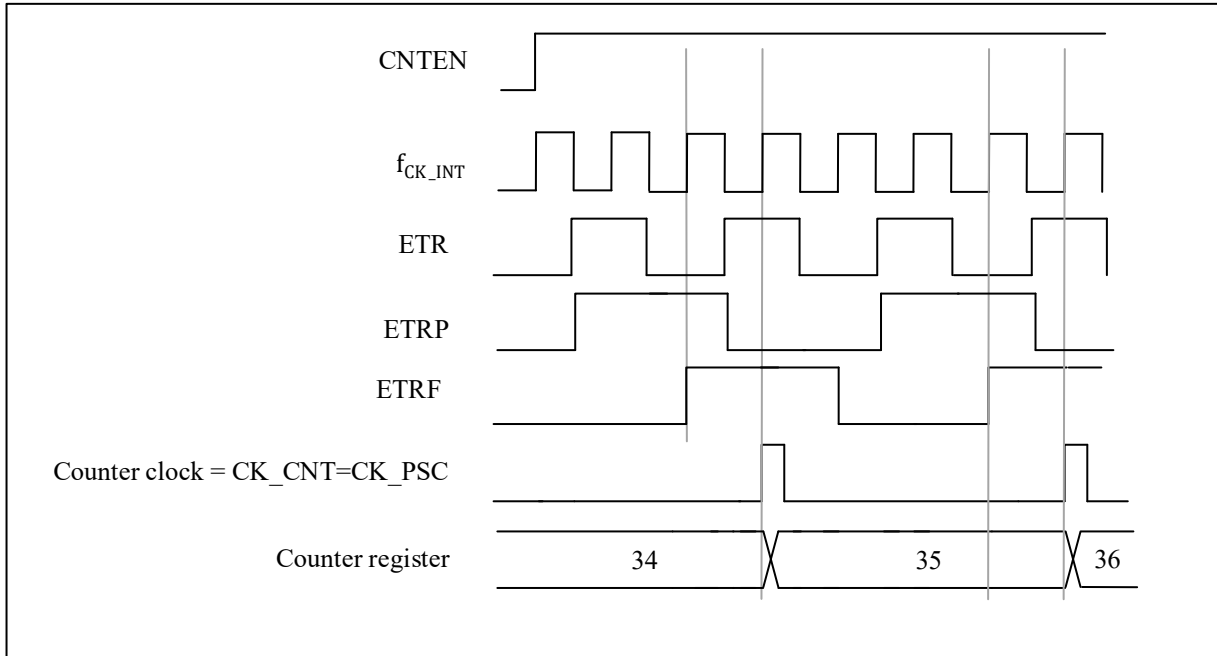 CNTEN
f_CK_INT
ETR
ETRP
ETRF
Counter clock = CK_CNT=CK_PSC
Counter register 34 35 36